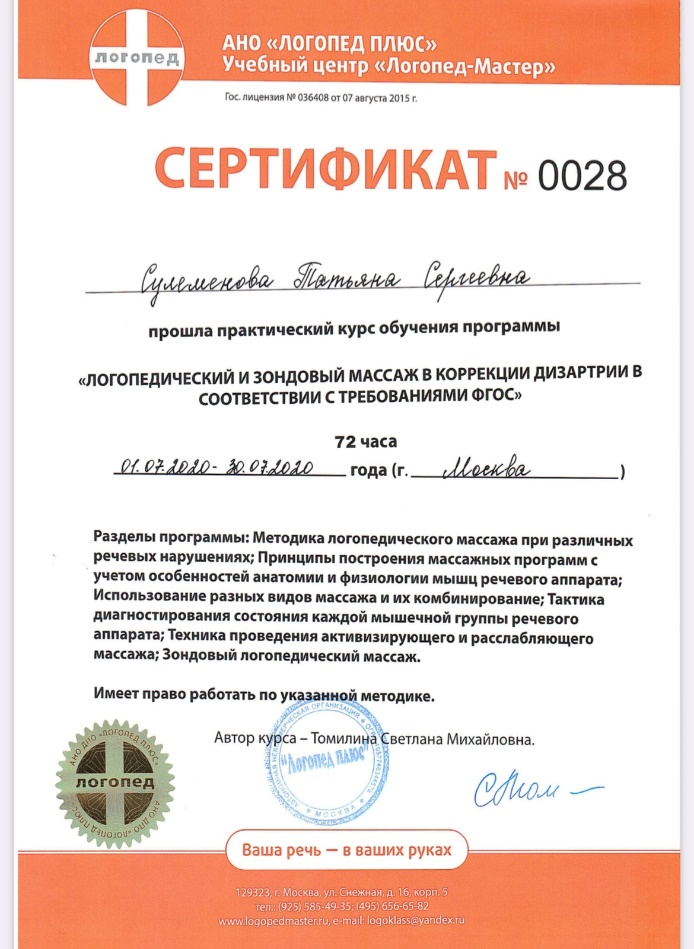 логопед
АНО «ЛОГОПЕД ПЛЮС»
Учебный центр «Логопед-Мастер»
Гос. лицензия № 036408 от 07 августа 2015 г.
СЕРТИФИКАТ № 0028
Сулеменова Татьяна Сергеевна
прошла практический курс обучения программы
«ЛОГОПЕДИЧЕСКИЙ И ЗОНДОВЫЙ МАССАЖ В КОРРЕКЦИИ ДИЗАРТРИИ В
СООТВЕТСТВИИ С ТРЕБОВАНИЯМИ ФГОС»
72 часа
01.07.2020- 30.07.2020 года (г. Москва)
Разделы программы: Методика логопедического массажа при различных
речевых нарушениях; Принципы построения массажных программ с
учетом особенностей анатомии и физиологии мышц речевого аппарата;
Использование разных видов массажа и их комбинирование; Тактика
диагностирования состояния каждой мышечной группы речевого
аппарата; Техника проведения активизирующего и расслабляющего
массажа; Зондовый логопедический массаж.
Имеет право работать по указанной методике.
Автор курса – Томилина Светлана Михайловна.
АВТОНОМНАЯ НЕКОММЕРЧЕСКАЯ ОРГАНИЗАЦИЯ
"Логопед плюс"
МОСКВА
АНО ДПО «ЛОГОПЕД ПЛЮС»
логопед
АНО ДПО «ЛОГОПЕД ПЛЮС»
Ваша речь — в ваших руках
129323, г. Москва, ул. Снежная, д. 16, корп. 5
тел.: (925) 585-49-35; (495) 656-65-82
www.logopedmaster.ru, e-mail: logoklass@yandex.ru